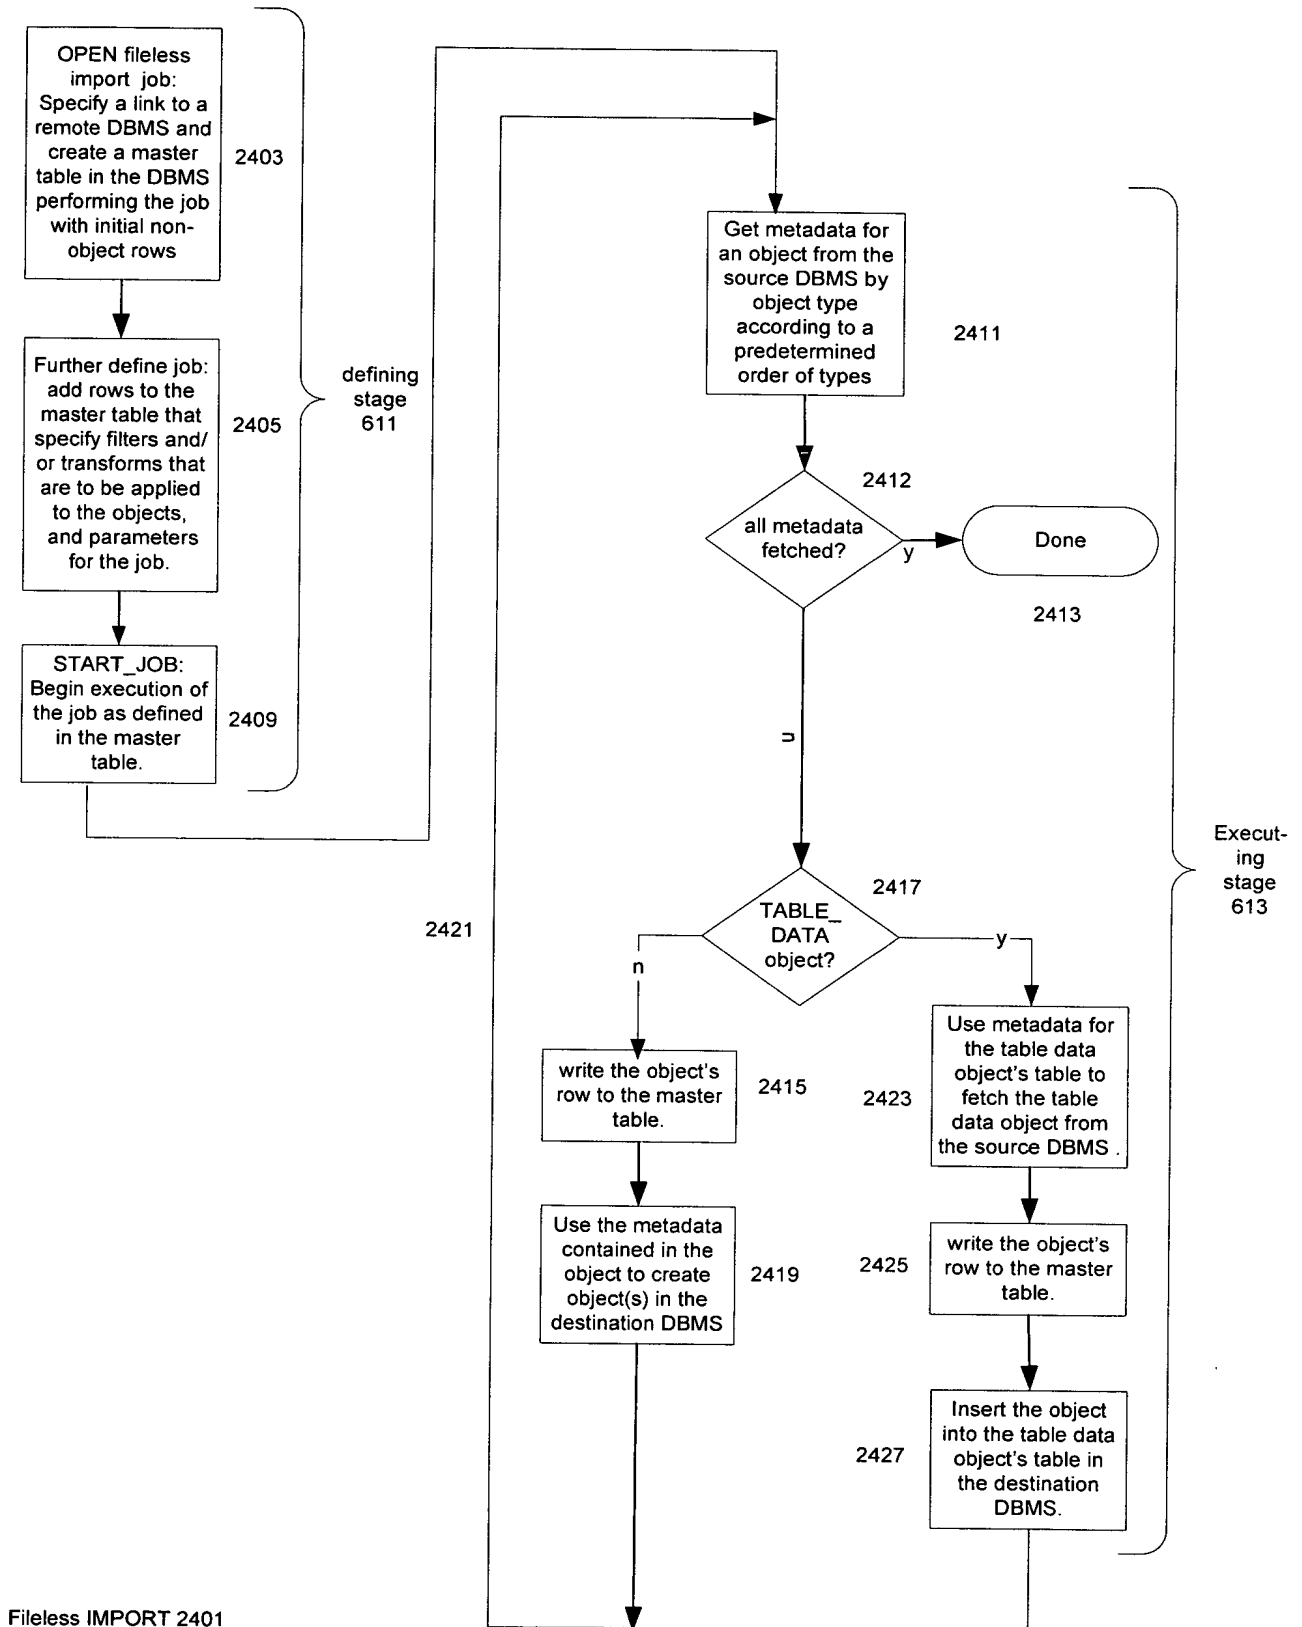 OPEN fileless
import job:
Specify a link to a
remote DBMS and
create a master
table in the DBMS
performing the job
with initial non-
object rows
2403
Further define job:
add rows to the
master table that
specify filters and/
or transforms that
are to be applied
to the objects,
and parameters
for the job.
2405
START_JOB:
Begin execution of
the job as defined
in the master
table.
2409
defining
stage
611
Get metadata for
an object from the
source DBMS by
object type
according to a
predetermined
order of types
2411
2412
all metadata
fetched?
y
Done
2413
n
2417
TABLE_
DATA
object?
n
y
2421
write the object's
row to the master
table.
2415
Use the metadata
contained in the
object to create
object(s) in the
destination DBMS
2419
Use metadata for
the table data
object's table to
fetch the table
data object from
the source DBMS .
2423
write the object's
row to the master
table.
2425
Insert the object
into the table data
object's table in
the destination
DBMS.
2427
Execut-
ing
stage
613
Fileless IMPORT 2401